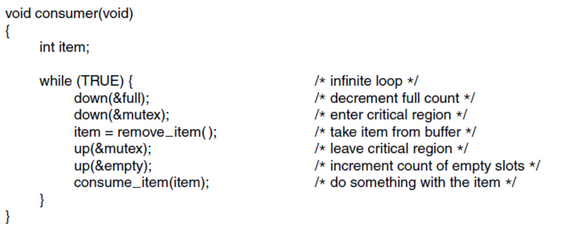 void consumer(void)
{
int item;
while (TRUE) { /* infinite loop */
down(&full); /* decrement full count */
down(&mutex); /* enter critical region */
item = remove_item( ); /* take item from buffer */
up(&mutex); /* leave critical region */
up(&empty); /* increment count of empty slots */
consume_item(item); /* do something with the item */
}
}